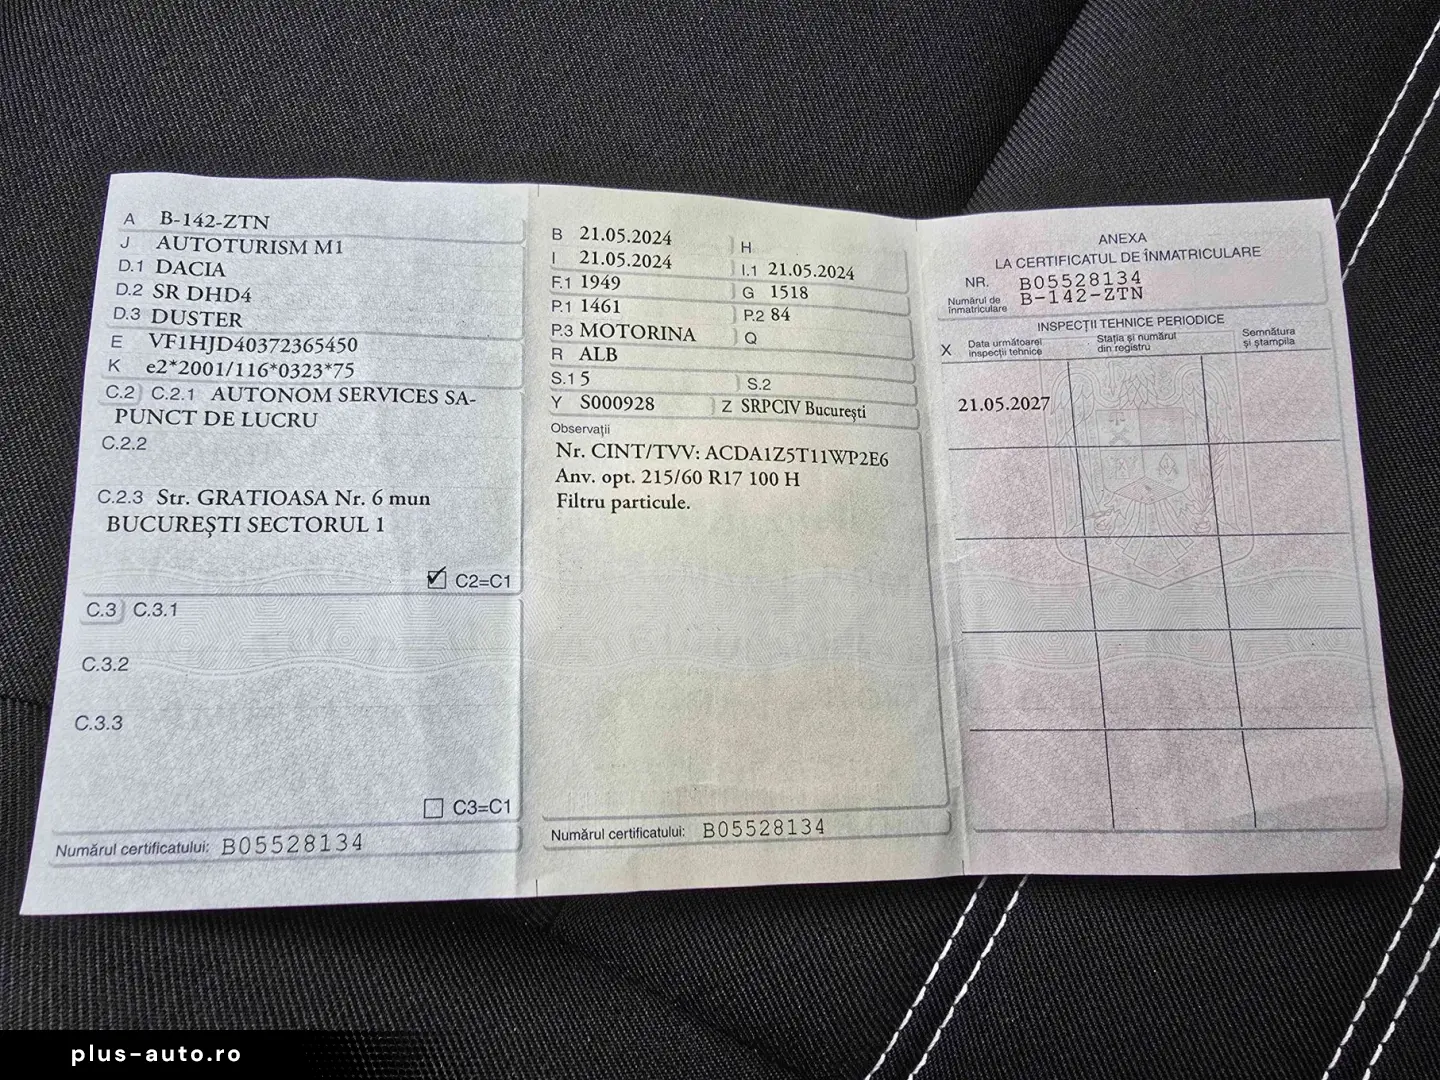 A B-142-ZTN
J AUTOTURISM M1
D.1 DACIA
D.2 SR DHD4
D.3 DUSTER
E VF1HJD40372365450
K e2*2001/116*0323*75
C.2 C.2.1 AUTONOM SERVICES SA-
PUNCT DE LUCRU
C.2.2
C.2.3 Str. GRATIOASA Nr. 6 mun
BUCUREŞTI SECTORUL 1
C2=C1
C.3 C.3.1
C.3.2
C.3.3
C3=C1
Numărul certificatului: B05528134
B 21.05.2024 H
I 21.05.2024 I.1 21.05.2024
F.1 1949 G 1518
P.1 1461 P.2 84
P.3 MOTORINA Q
R ALB
S.1 5 S.2
Y S000928 Z SRPCIV Bucureşti
Observaţii
Nr. CINT/TVV: ACDA1Z5T11WP2E6
Anv. opt. 215/60 R17 100 H
Filtru particule.
Numărul certificatului: B05528134
ANEXA
LA CERTIFICATUL DE ÎNMATRICULARE
NR. B05528134
Numărul de înmatriculare B-142-ZTN
INSPECŢII TEHNICE PERIODICE
X Data următoarei inspecţii tehnice Staţia şi numărul din registru Semnătura şi ştampila
21.05.2027
plus-auto.ro